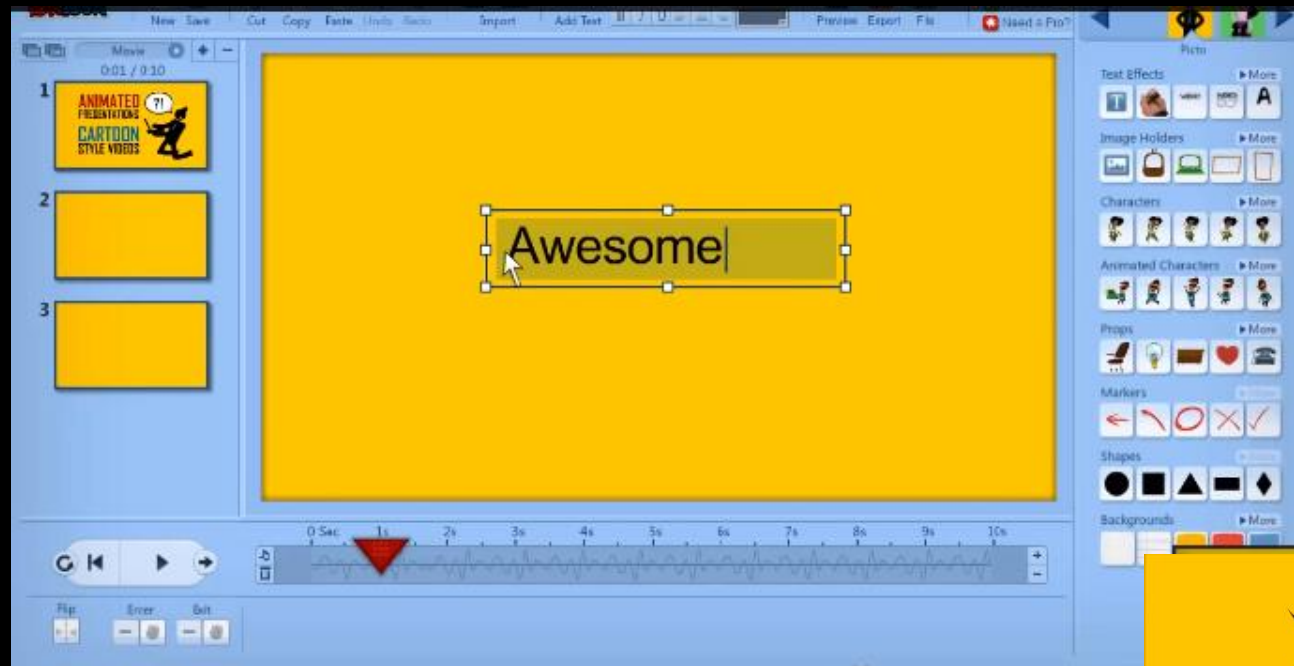 New Save Cut Copy Paste Undo Import Add Text Preview Export File Need a Pro?
Movie
0:01 / 0:10
1
ANIMATED
PRESENTATIONS
?!
CARTOON
STYLE VIDEOS
2
3
Awesome
Picto
Text Effects More
T A
Image Holders More
Characters More
Animated Characters More
Props More
Markers
Shapes
Backgrounds More
0 Sec 1s 2s 3s 4s 5s 6s 7s 8s 9s 10s
Flip Enter Exit